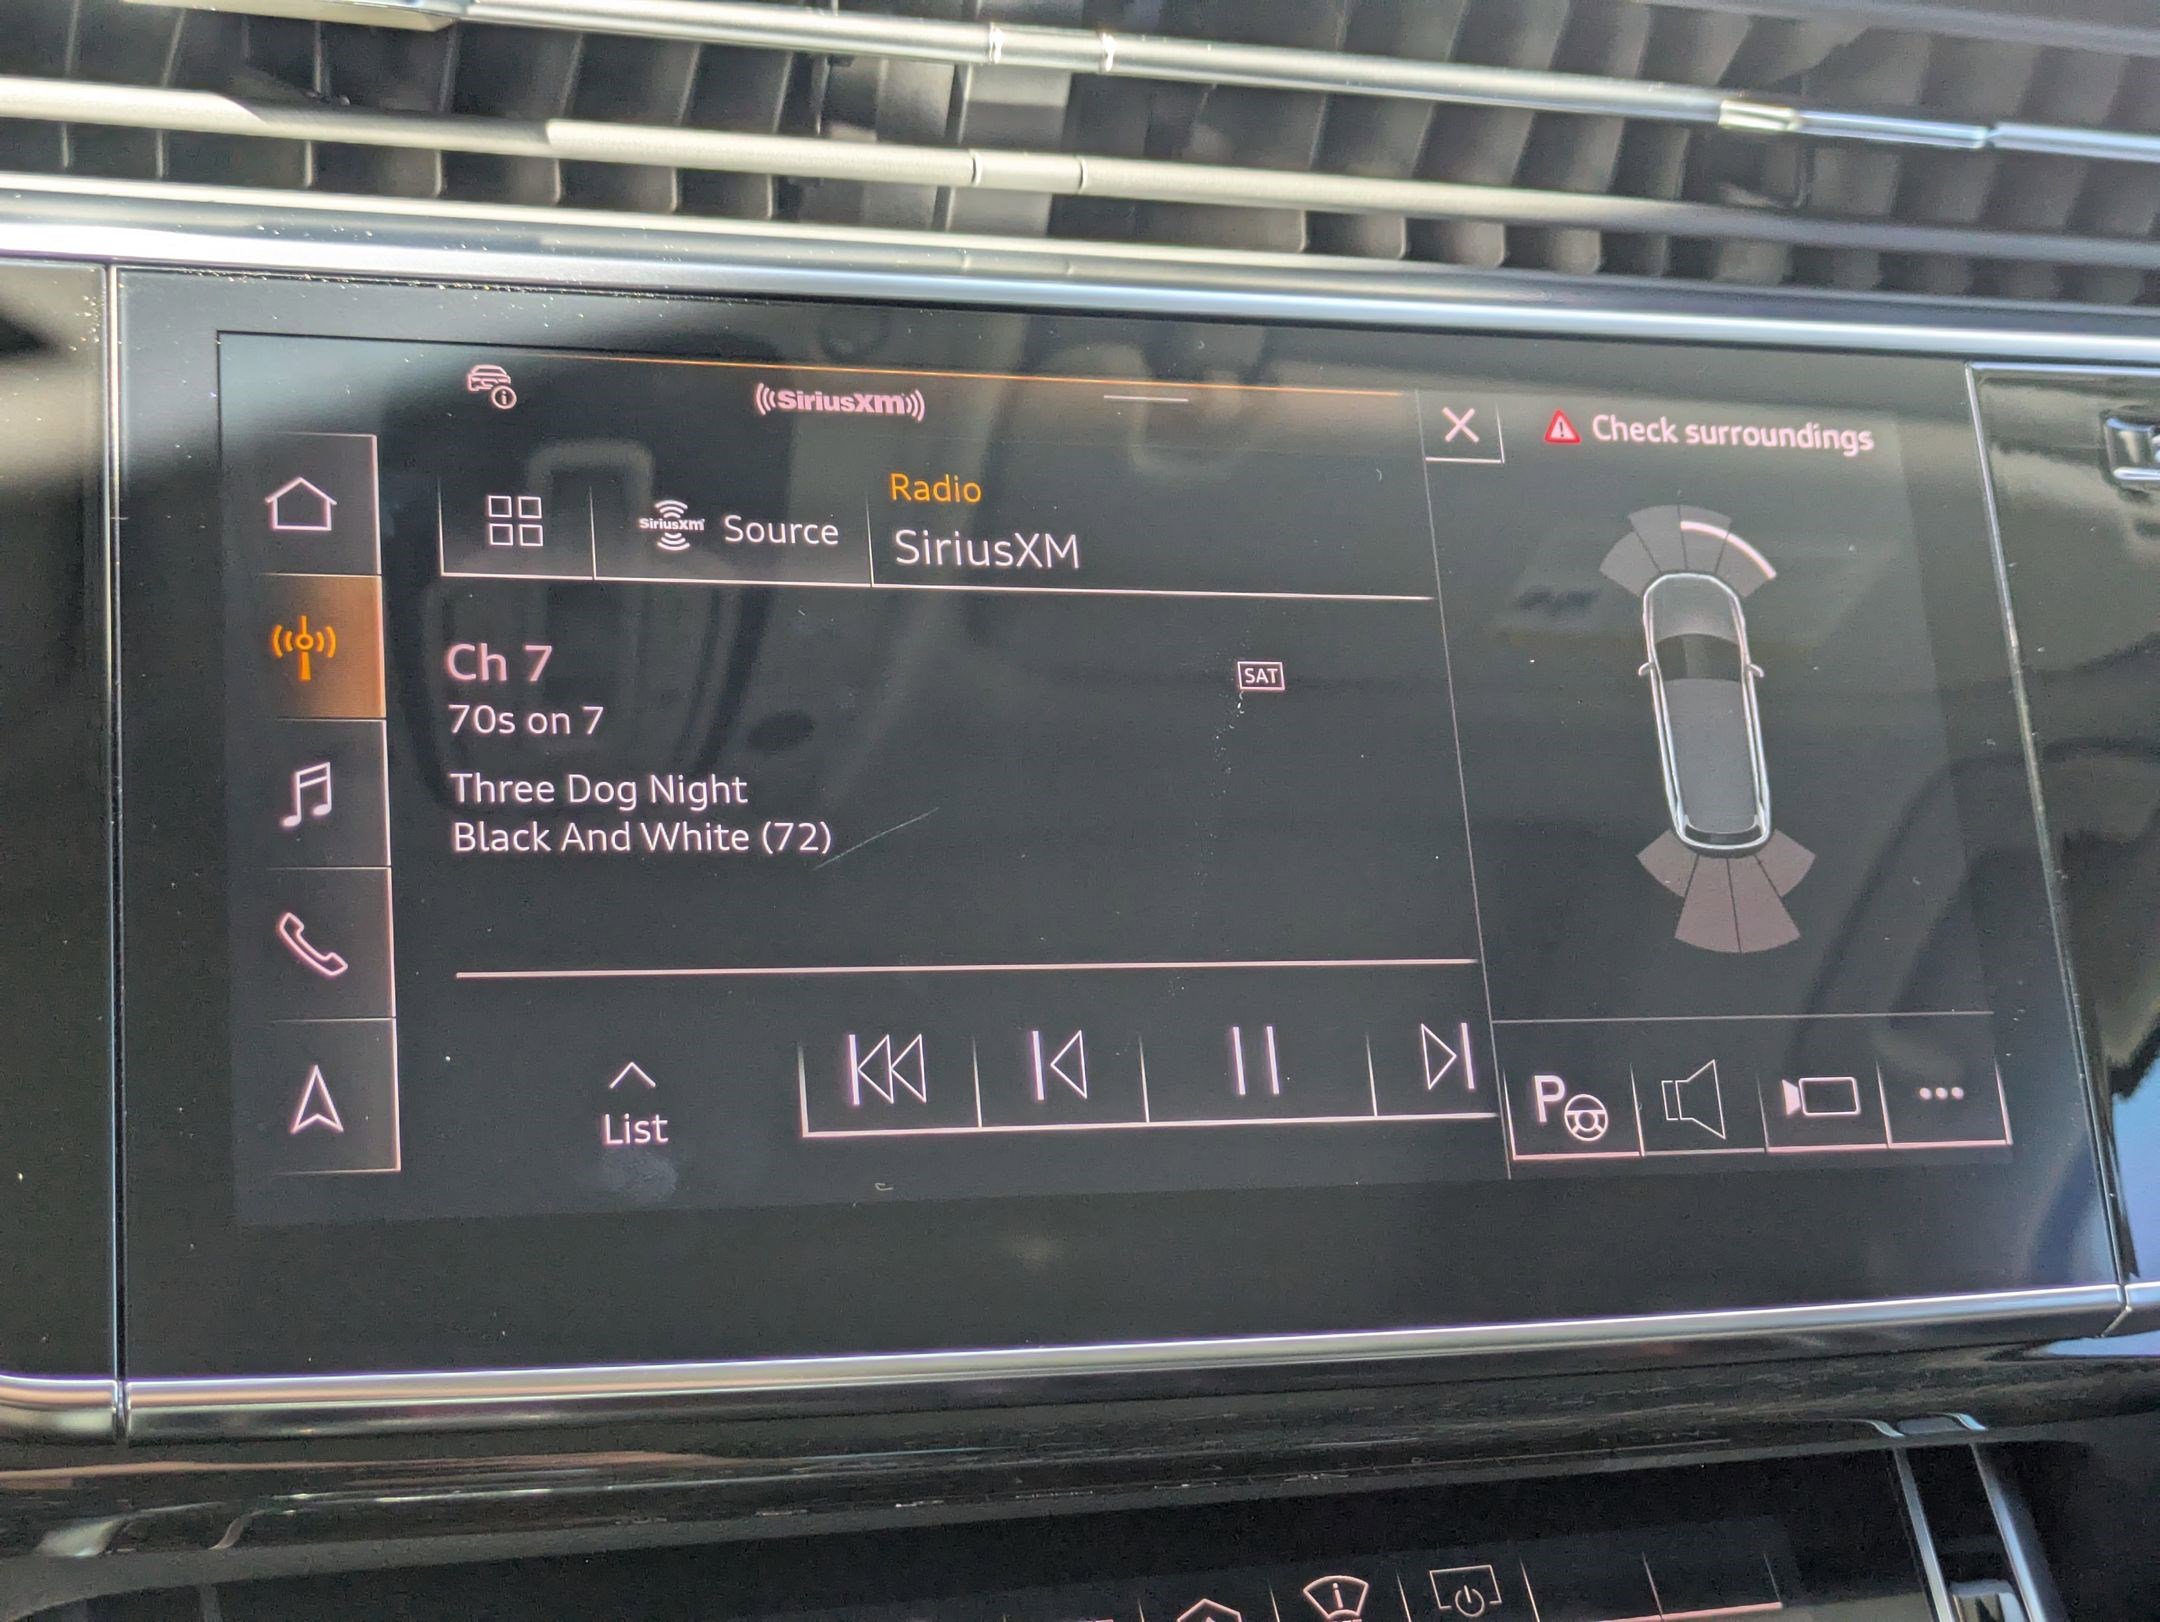 SiriusXM
Check surroundings
Radio
SiriusXM
Source
SiriusXM
Ch 7
SAT
70s on 7
Three Dog Night
Black And White (72)
List
P